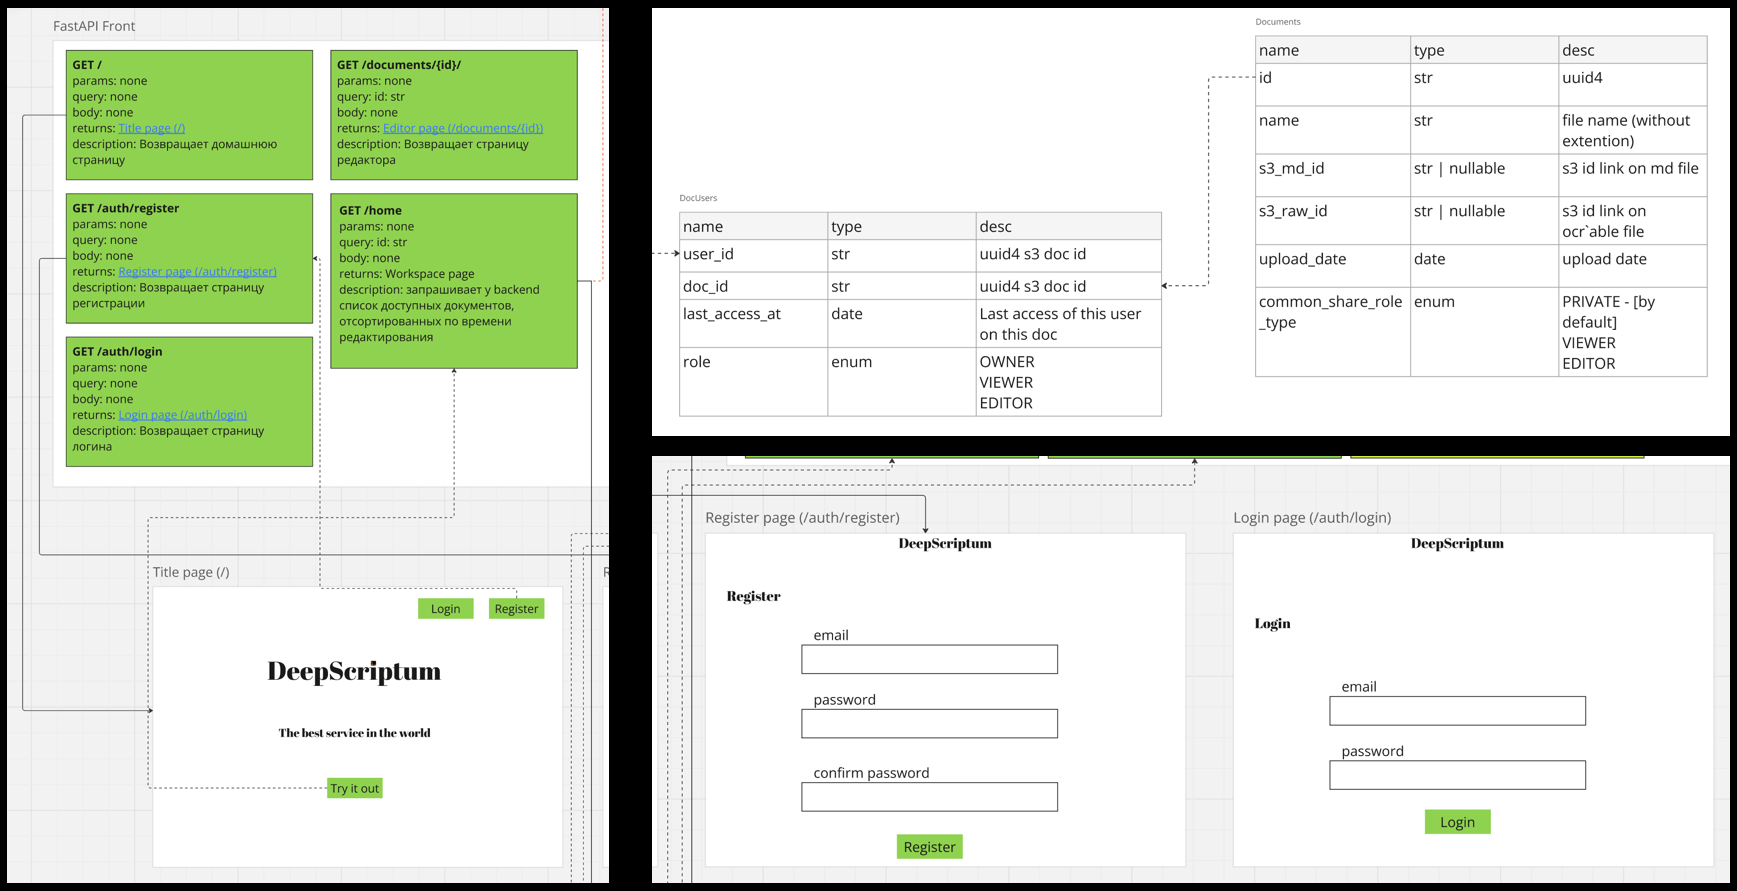 FastAPI Front
GET /
params: none
query: none
body: none
returns: Title page (/)
description: Возвращает домашнюю
страницу
GET /documents/{id}/
params: none
query: id: str
body: none
returns: Editor page (/documents/{id})
description: Возвращает страницу
редактора
GET /auth/register
params: none
query: none
body: none
returns: Register page (/auth/register)
description: Возвращает страницу
регистрации
GET /home
params: none
query: id: str
body: none
returns: Workspace page
description: запрашивает у backend
список доступных документов,
отсортированных по времени
редактирования
GET /auth/login
params: none
query: none
body: none
returns: Login page (/auth/login)
description: Возвращает страницу
логина
Title page (/)
R
Login
Register
DeepScriptum
The best service in the world
Try it out
DocUsers
name type desc
user_id str uuid4 s3 doc id
doc_id str uuid4 s3 doc id
last_access_at date Last access of this user
on this doc
role enum OWNER
VIEWER
EDITOR
Documents
name type desc
id str uuid4
name str file name (without
extention)
s3_md_id str | nullable s3 id link on md file
s3_raw_id str | nullable s3 id link on
ocr`able file
upload_date date upload date
common_share_role enum PRIVATE - [by
_type default]
VIEWER
EDITOR
Register page (/auth/register)
DeepScriptum
Register
email
password
confirm password
Register
Login page (/auth/login)
DeepScriptum
Login
email
password
Login